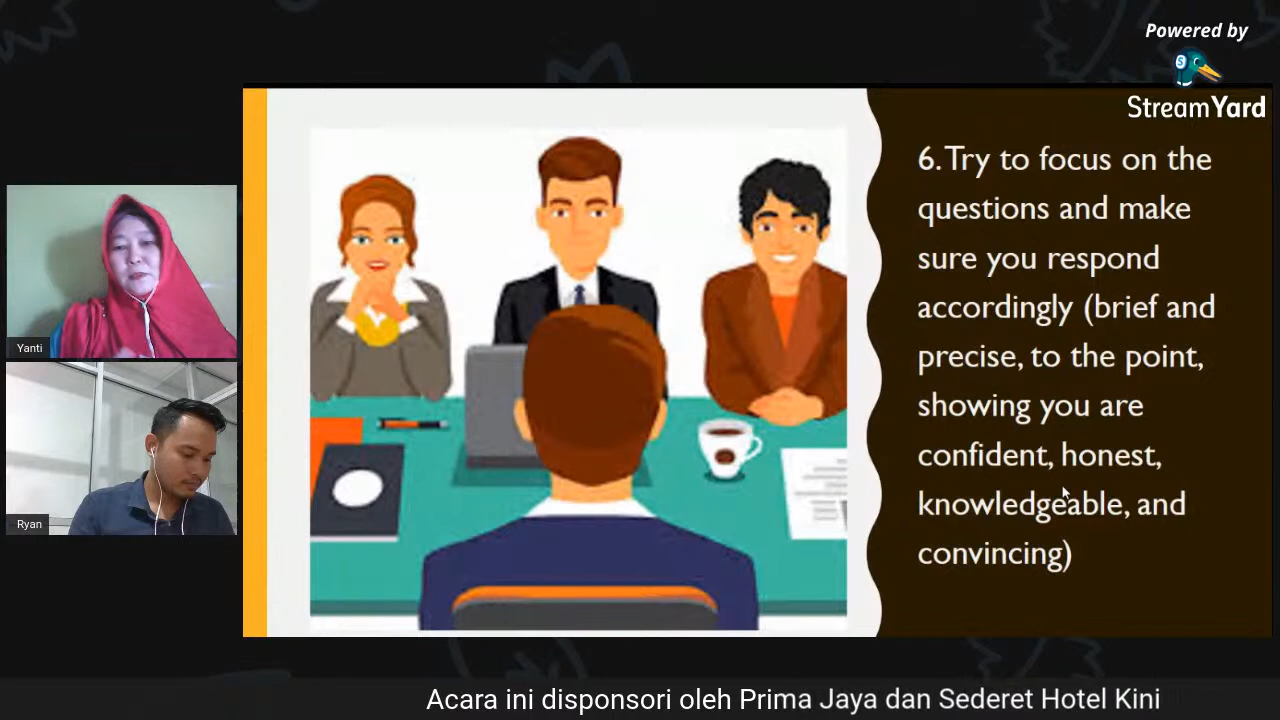 Powered by
StreamYard
6. Try to focus on the
questions and make
sure you respond
accordingly (brief and
precise, to the point,
showing you are
confident, honest,
knowledgeable, and
convincing)
Yanti
Ryan
Acara ini disponsori oleh Prima Jaya dan Sederet Hotel Kini